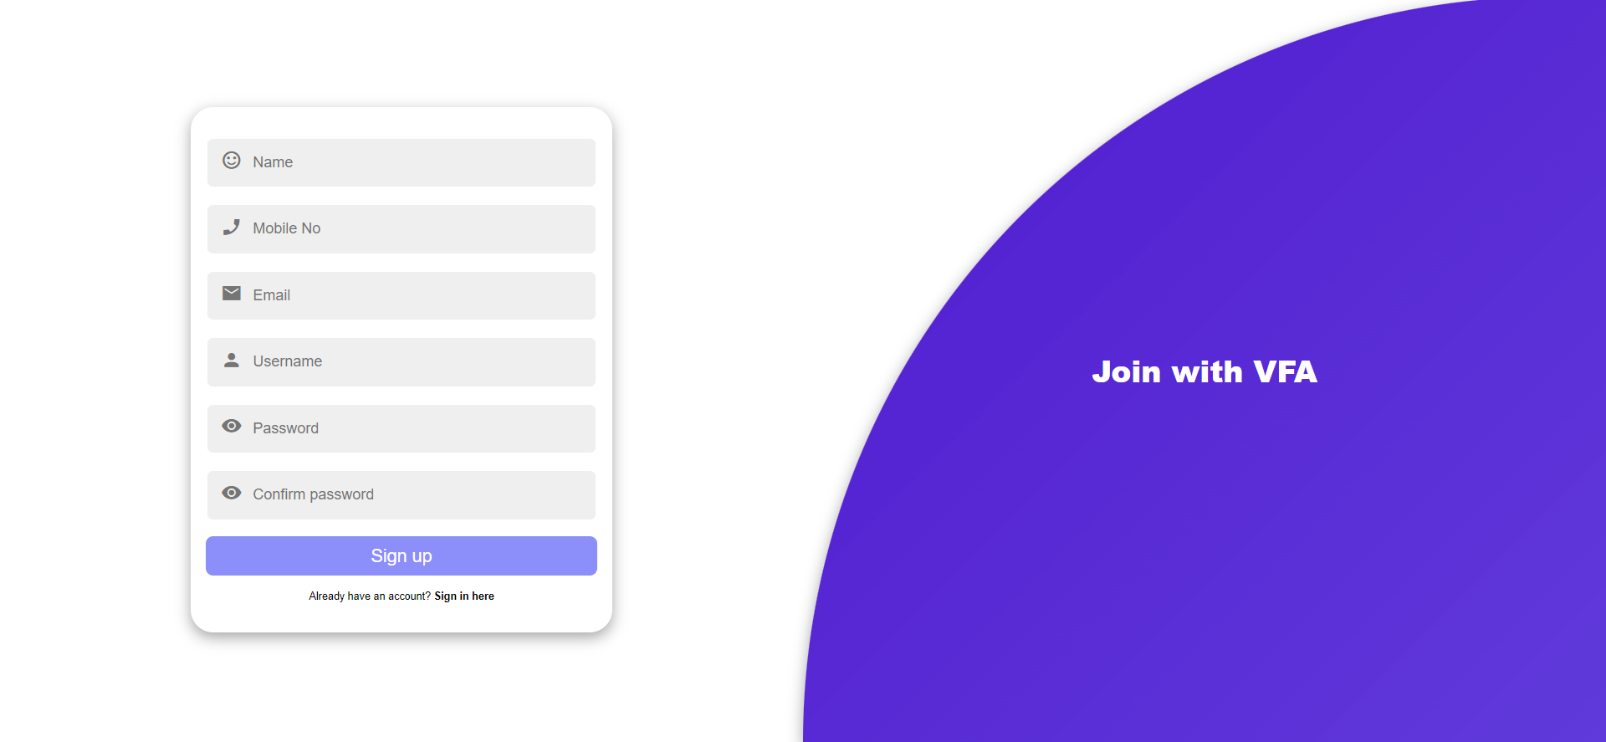 Name
Mobile No
Email
Username
Password
Confirm password
Sign up
Already have an account? Sign in here
Join with VFA